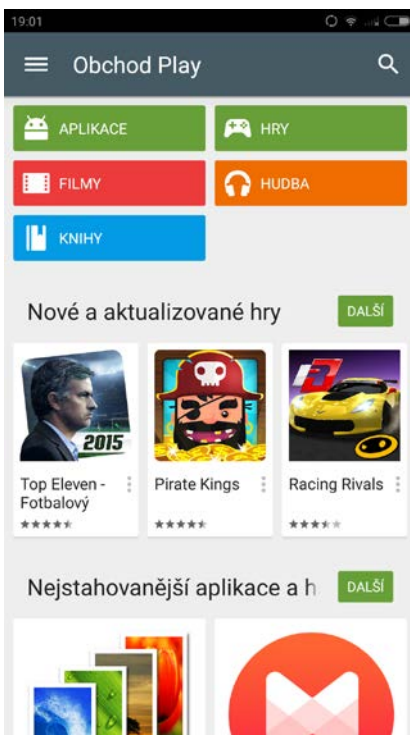 19:01
Obchod Play
APLIKACE
HRY
FILMY
HUDBA
KNIHY
Nové a aktualizované hry
DALŠÍ
2015
Top Eleven -
Fotbalový
Pirate Kings
Racing Rivals
Nejstahovanější aplikace a h
DALŠÍ